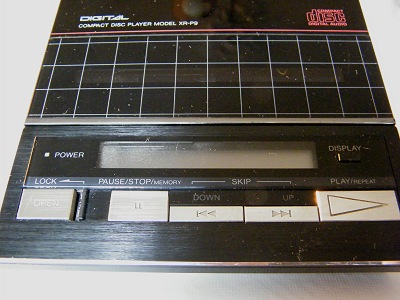 DIGITAL
COMPACT DISC PLAYER MODEL XR-P9
COMPACT
disc
DIGITAL AUDIO
POWER
DISPLAY
LOCK
PAUSE/STOP/MEMORY
SKIP
PLAY/REPEAT
OPEN
DOWN
UP